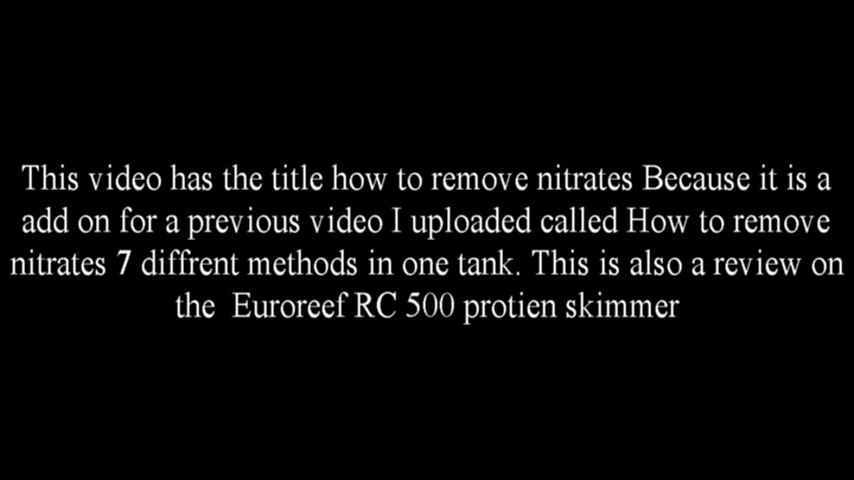 This video has the title how to remove nitrates Because it is a
add on for a previous video I uploaded called How to remove
nitrates 7 diffrent methods in one tank. This is also a review on
the Euroreef RC 500 protien skimmer